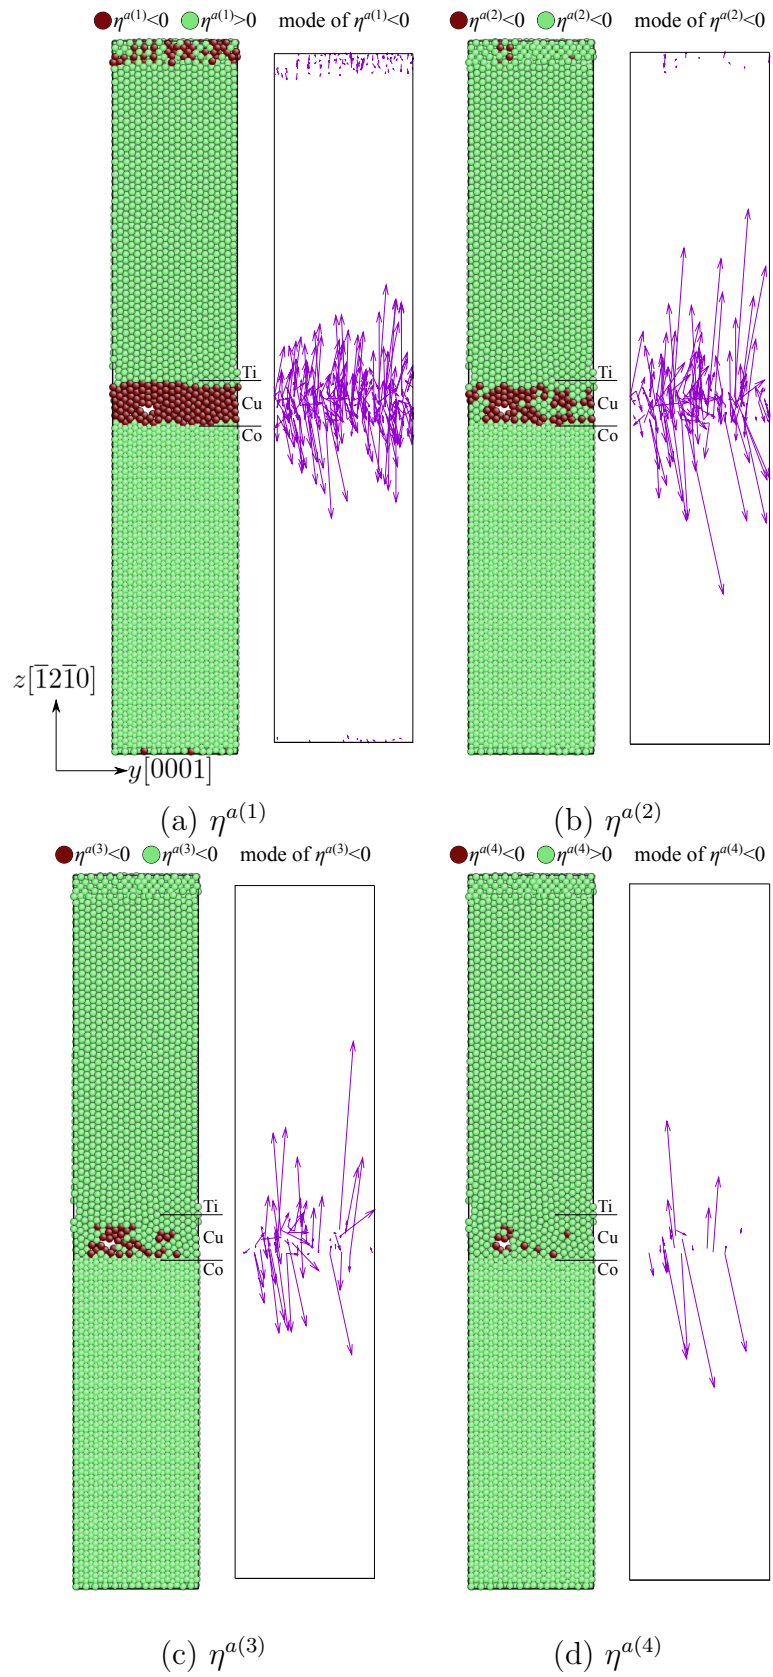 η^{a(1)}<0 η^{a(1)}>0 mode of η^{a(1)}<0
Ti
Cu
Co
z[1̅21̅0]
y[0001]
(a) η^{a(1)}
η^{a(2)}<0 η^{a(2)}<0 mode of η^{a(2)}<0
Ti
Cu
Co
(b) η^{a(2)}
η^{a(3)}<0 η^{a(3)}<0 mode of η^{a(3)}<0
Ti
Cu
Co
(c) η^{a(3)}
η^{a(4)}<0 η^{a(4)}>0 mode of η^{a(4)}<0
Ti
Cu
Co
(d) η^{a(4)}